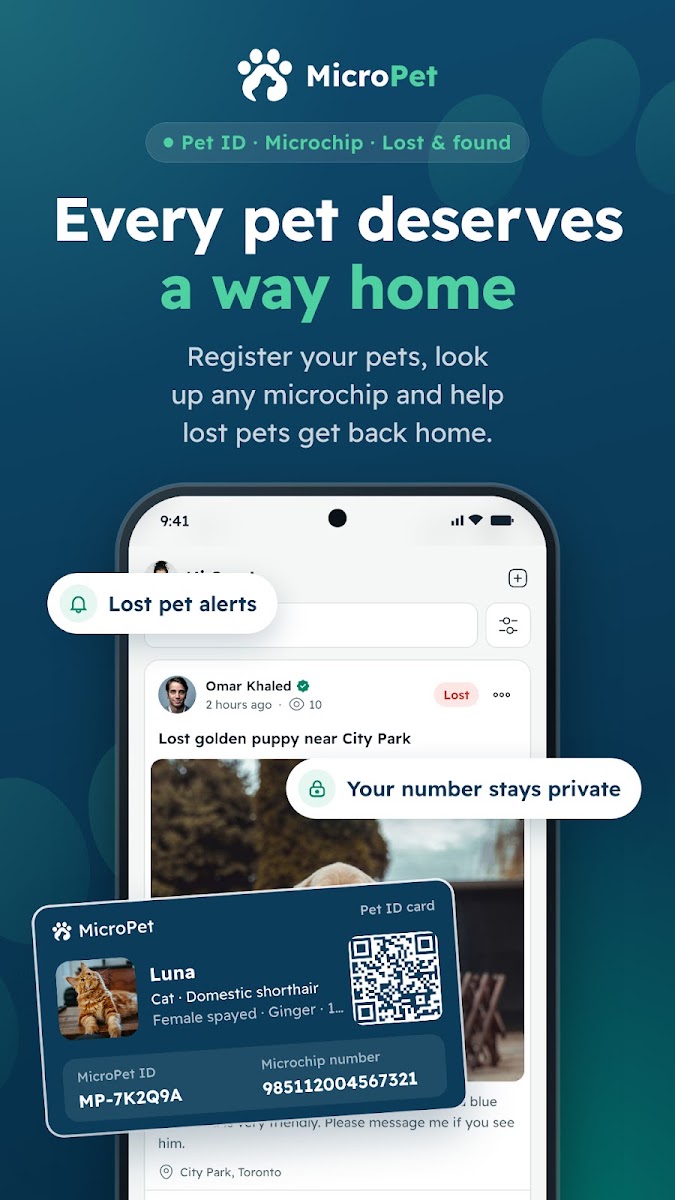 MicroPet
Pet ID · Microchip · Lost & found
Every pet deserves
a way home
Register your pets, look
up any microchip and help
lost pets get back home.
9:41
Lost pet alerts
Omar Khaled
2 hours ago · 10
Lost
Lost golden puppy near City Park
Your number stays private
MicroPet
Pet ID card
Luna
Cat · Domestic shorthair
Female spayed · Ginger · 1...
MicroPet ID
Microchip number
MP-7K2Q9A
985112004567321
blue
very friendly. Please message me if you see
him.
City Park, Toronto